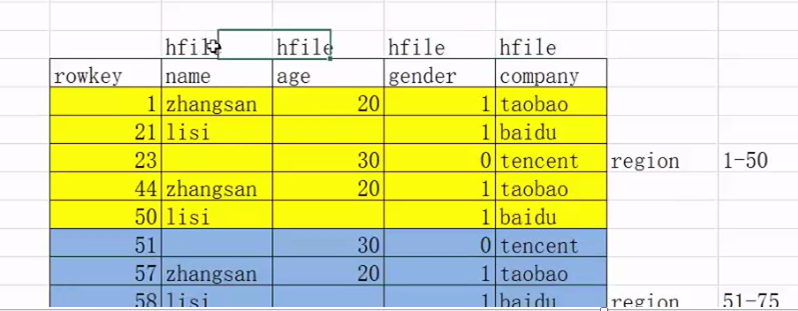 hfile hfile hfile hfile
rowkey name age gender company
1 zhangsan 20 1 taobao
21 lisi 1 baidu
23 30 0 tencent region 1-50
44 zhangsan 20 1 taobao
50 lisi 1 baidu
51 30 0 tencent
57 zhangsan 20 1 taobao
58 lisi 1 baidu region 51-75